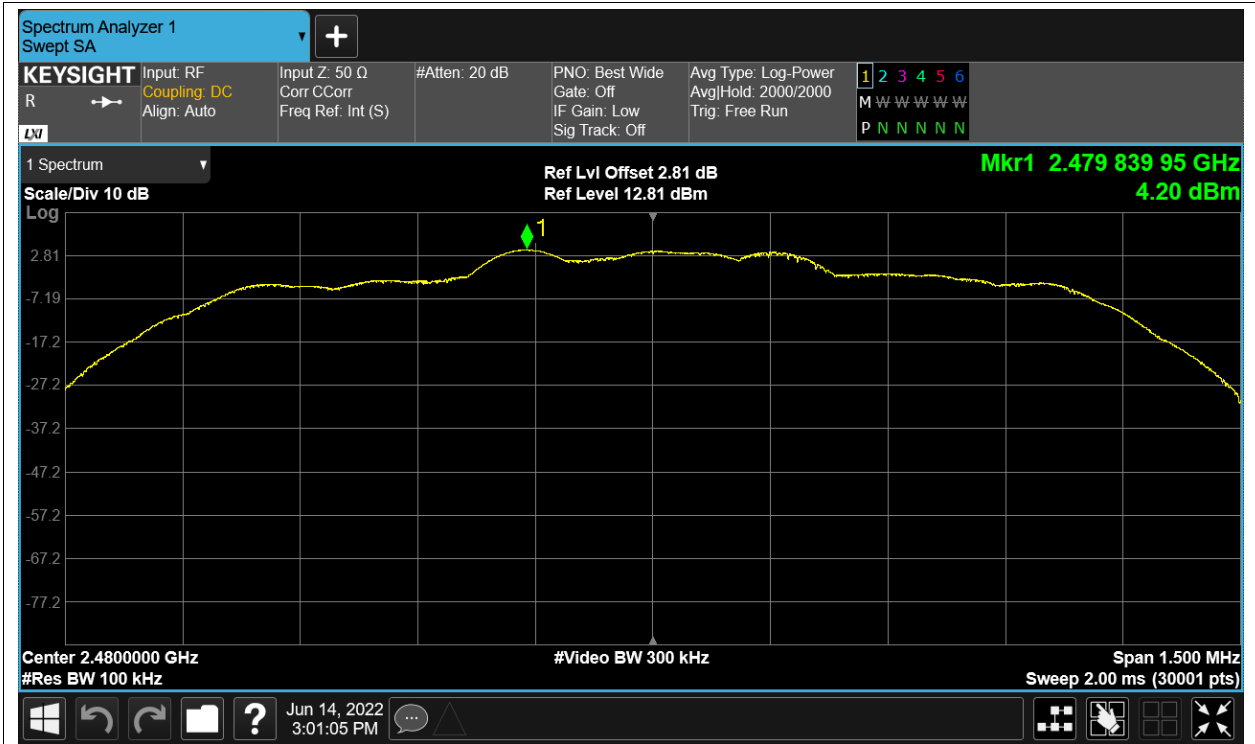 Spectrum Analyzer 1
Swept SA
KEYSIGHT
R
LXI
Input: RF
Coupling: DC
Align: Auto
Input Z: 50 Ω
Corr CCorr
Freq Ref: Int (S)
#Atten: 20 dB
PNO: Best Wide
Gate: Off
IF Gain: Low
Sig Track: Off
Avg Type: Log-Power
Avg|Hold: 2000/2000
Trig: Free Run
1 2 3 4 5 6
M W W W W W
P N N N N N
1 Spectrum
Scale/Div 10 dB
Log
Ref Lvl Offset 2.81 dB
Ref Level 12.81 dBm
Mkr1 2.479 839 95 GHz
4.20 dBm
1
2.81
-7.19
-17.2
-27.2
-37.2
-47.2
-57.2
-67.2
-77.2
Center 2.4800000 GHz
#Res BW 100 kHz
#Video BW 300 kHz
Span 1.500 MHz
Sweep 2.00 ms (30001 pts)
?
Jun 14, 2022
3:01:05 PM